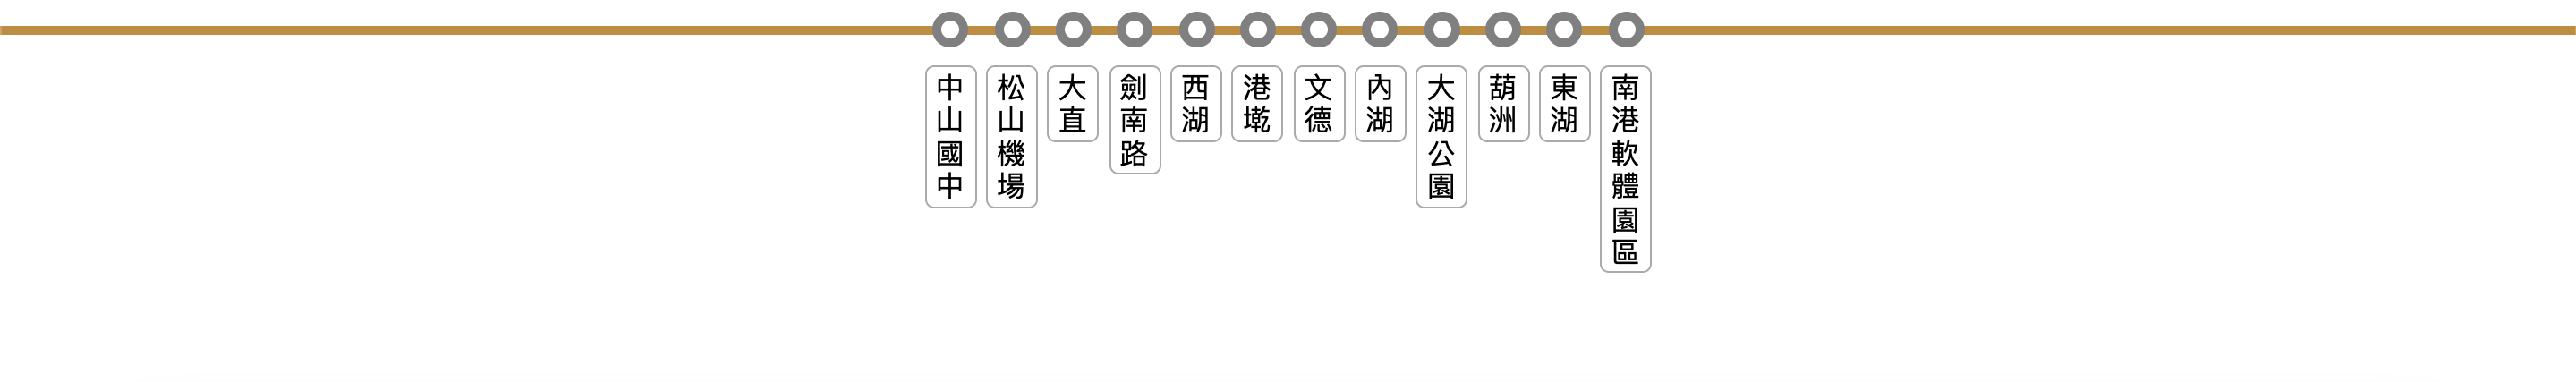 中山國中
松山機場
大直
劍南路
西湖
港墘
文德
內湖
大湖公園
葫洲
東湖
南港軟體園區